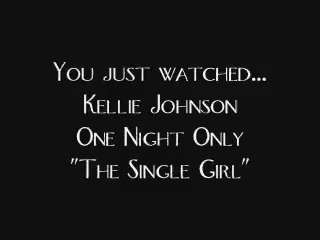 You just watched...
Kellie Johnson
One Night Only
"The Single Girl"